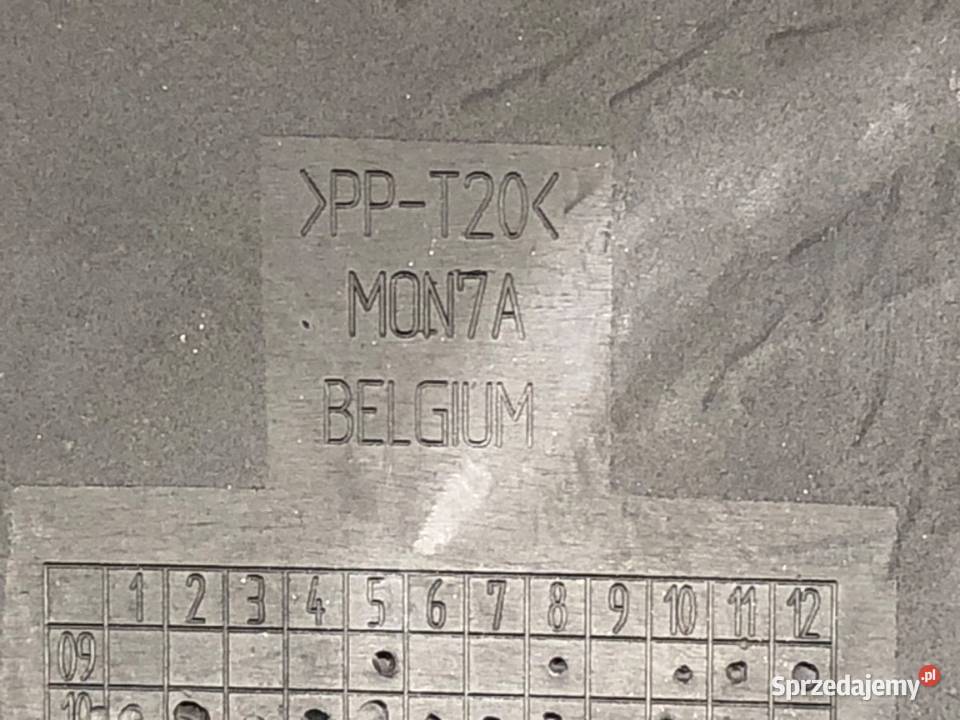 >PP-T20<
MON7A
BELGIUM
1 2 3 4 5 6 7 8 9 10 11 12
09
10
Sprzedajemy.pl